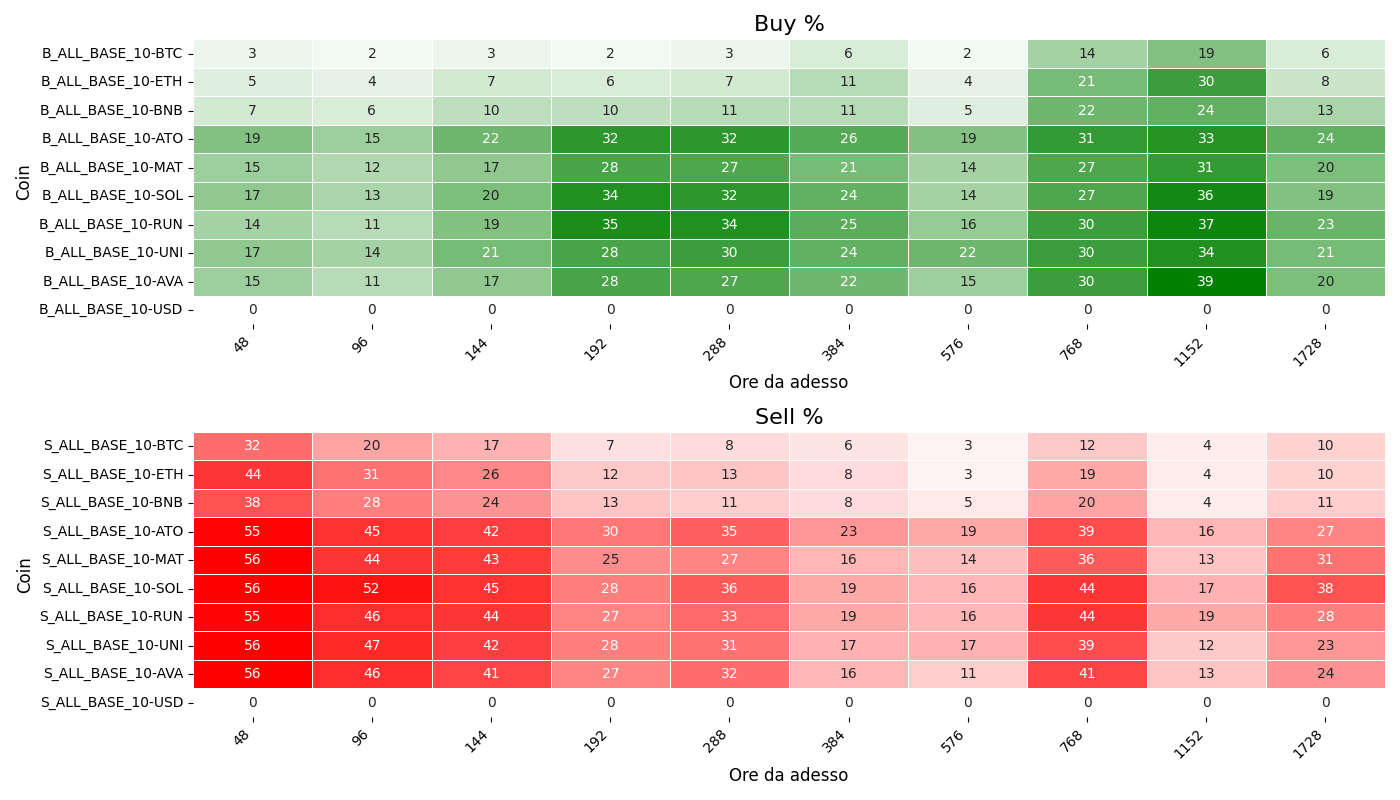 Buy %
Coin
B_ALL_BASE_10-BTC 3 2 3 2 3 6 2 14 19 6
B_ALL_BASE_10-ETH 5 4 7 6 7 11 4 21 30 8
B_ALL_BASE_10-BNB 7 6 10 10 11 11 5 22 24 13
B_ALL_BASE_10-ATO 19 15 22 32 32 26 19 31 33 24
B_ALL_BASE_10-MAT 15 12 17 28 27 21 14 27 31 20
B_ALL_BASE_10-SOL 17 13 20 34 32 24 14 27 36 19
B_ALL_BASE_10-RUN 14 11 19 35 34 25 16 30 37 23
B_ALL_BASE_10-UNI 17 14 21 28 30 24 22 30 34 21
B_ALL_BASE_10-AVA 15 11 17 28 27 22 15 30 39 20
B_ALL_BASE_10-USD 0 0 0 0 0 0 0 0 0 0
48 96 144 192 288 384 576 768 1152 1728
Ore da adesso
Sell %
Coin
S_ALL_BASE_10-BTC 32 20 17 7 8 6 3 12 4 10
S_ALL_BASE_10-ETH 44 31 26 12 13 8 3 19 4 10
S_ALL_BASE_10-BNB 38 28 24 13 11 8 5 20 4 11
S_ALL_BASE_10-ATO 55 45 42 30 35 23 19 39 16 27
S_ALL_BASE_10-MAT 56 44 43 25 27 16 14 36 13 31
S_ALL_BASE_10-SOL 56 52 45 28 36 19 16 44 17 38
S_ALL_BASE_10-RUN 55 46 44 27 33 19 16 44 19 28
S_ALL_BASE_10-UNI 56 47 42 28 31 17 17 39 12 23
S_ALL_BASE_10-AVA 56 46 41 27 32 16 11 41 13 24
S_ALL_BASE_10-USD 0 0 0 0 0 0 0 0 0 0
48 96 144 192 288 384 576 768 1152 1728
Ore da adesso